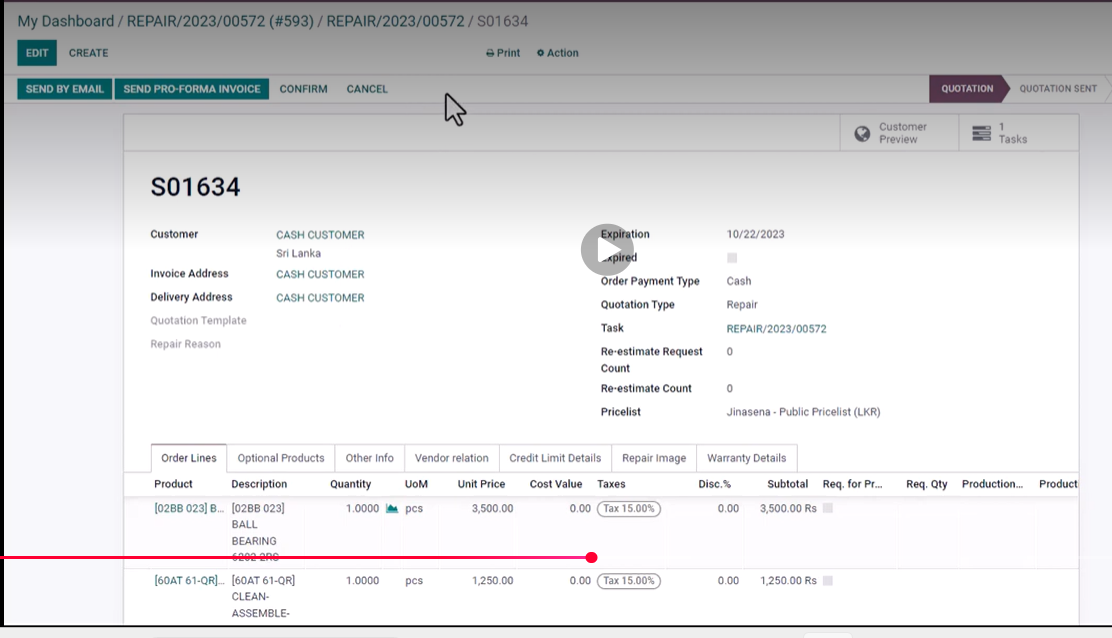 My Dashboard / REPAIR/2023/00572 (#593) / REPAIR/2023/00572 / S01634
EDIT CREATE Print Action
SEND BY EMAIL SEND PRO-FORMA INVOICE CONFIRM CANCEL QUOTATION QUOTATION SENT
Customer Preview 1 Tasks
S01634
Customer CASH CUSTOMER Expiration 10/22/2023
Sri Lanka
Expired
Invoice Address CASH CUSTOMER Order Payment Type Cash
Delivery Address CASH CUSTOMER Quotation Type Repair
Quotation Template Task REPAIR/2023/00572
Repair Reason Re-estimate Request Count 0
Re-estimate Count 0
Pricelist Jinasena - Public Pricelist (LKR)
Order Lines Optional Products Other Info Vendor relation Credit Limit Details Repair Image Warranty Details
Product Description Quantity UoM Unit Price Cost Value Taxes Disc.% Subtotal Req. for Pr... Req. Qty Production... Product
[02BB 023] B... [02BB 023] 1.0000 pcs 3,500.00 0.00 Tax 15.00% 0.00 3,500.00 Rs
BALL
BEARING
6202 2RS
[60AT 61-QR]... [60AT 61-QR] 1.0000 pcs 1,250.00 0.00 Tax 15.00% 0.00 1,250.00 Rs
CLEAN-
ASSEMBLE-